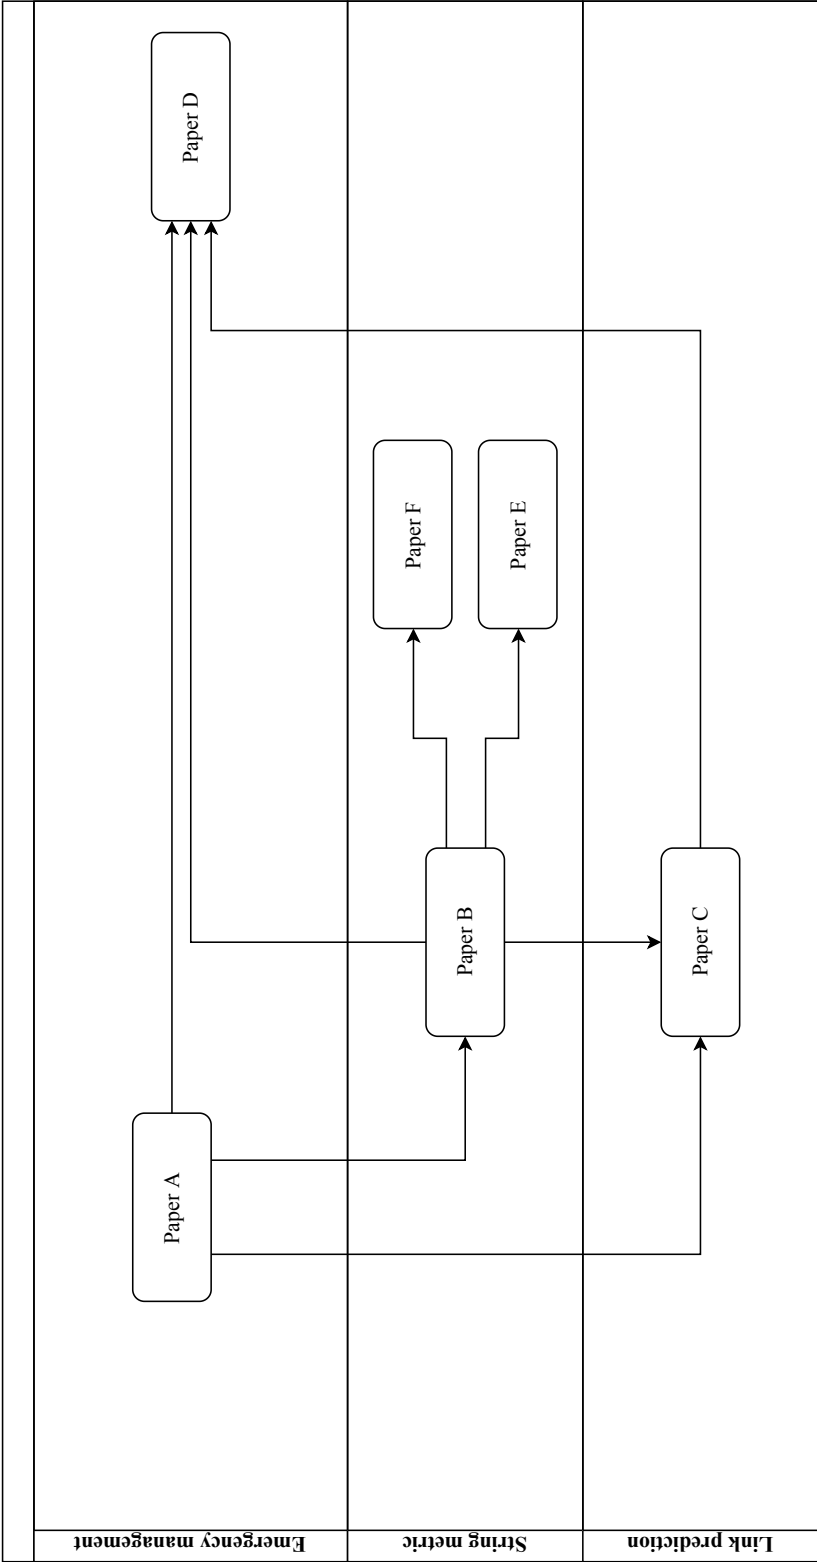 Emergency management
String metric
Link prediction
Paper A
Paper B
Paper C
Paper F
Paper E
Paper D